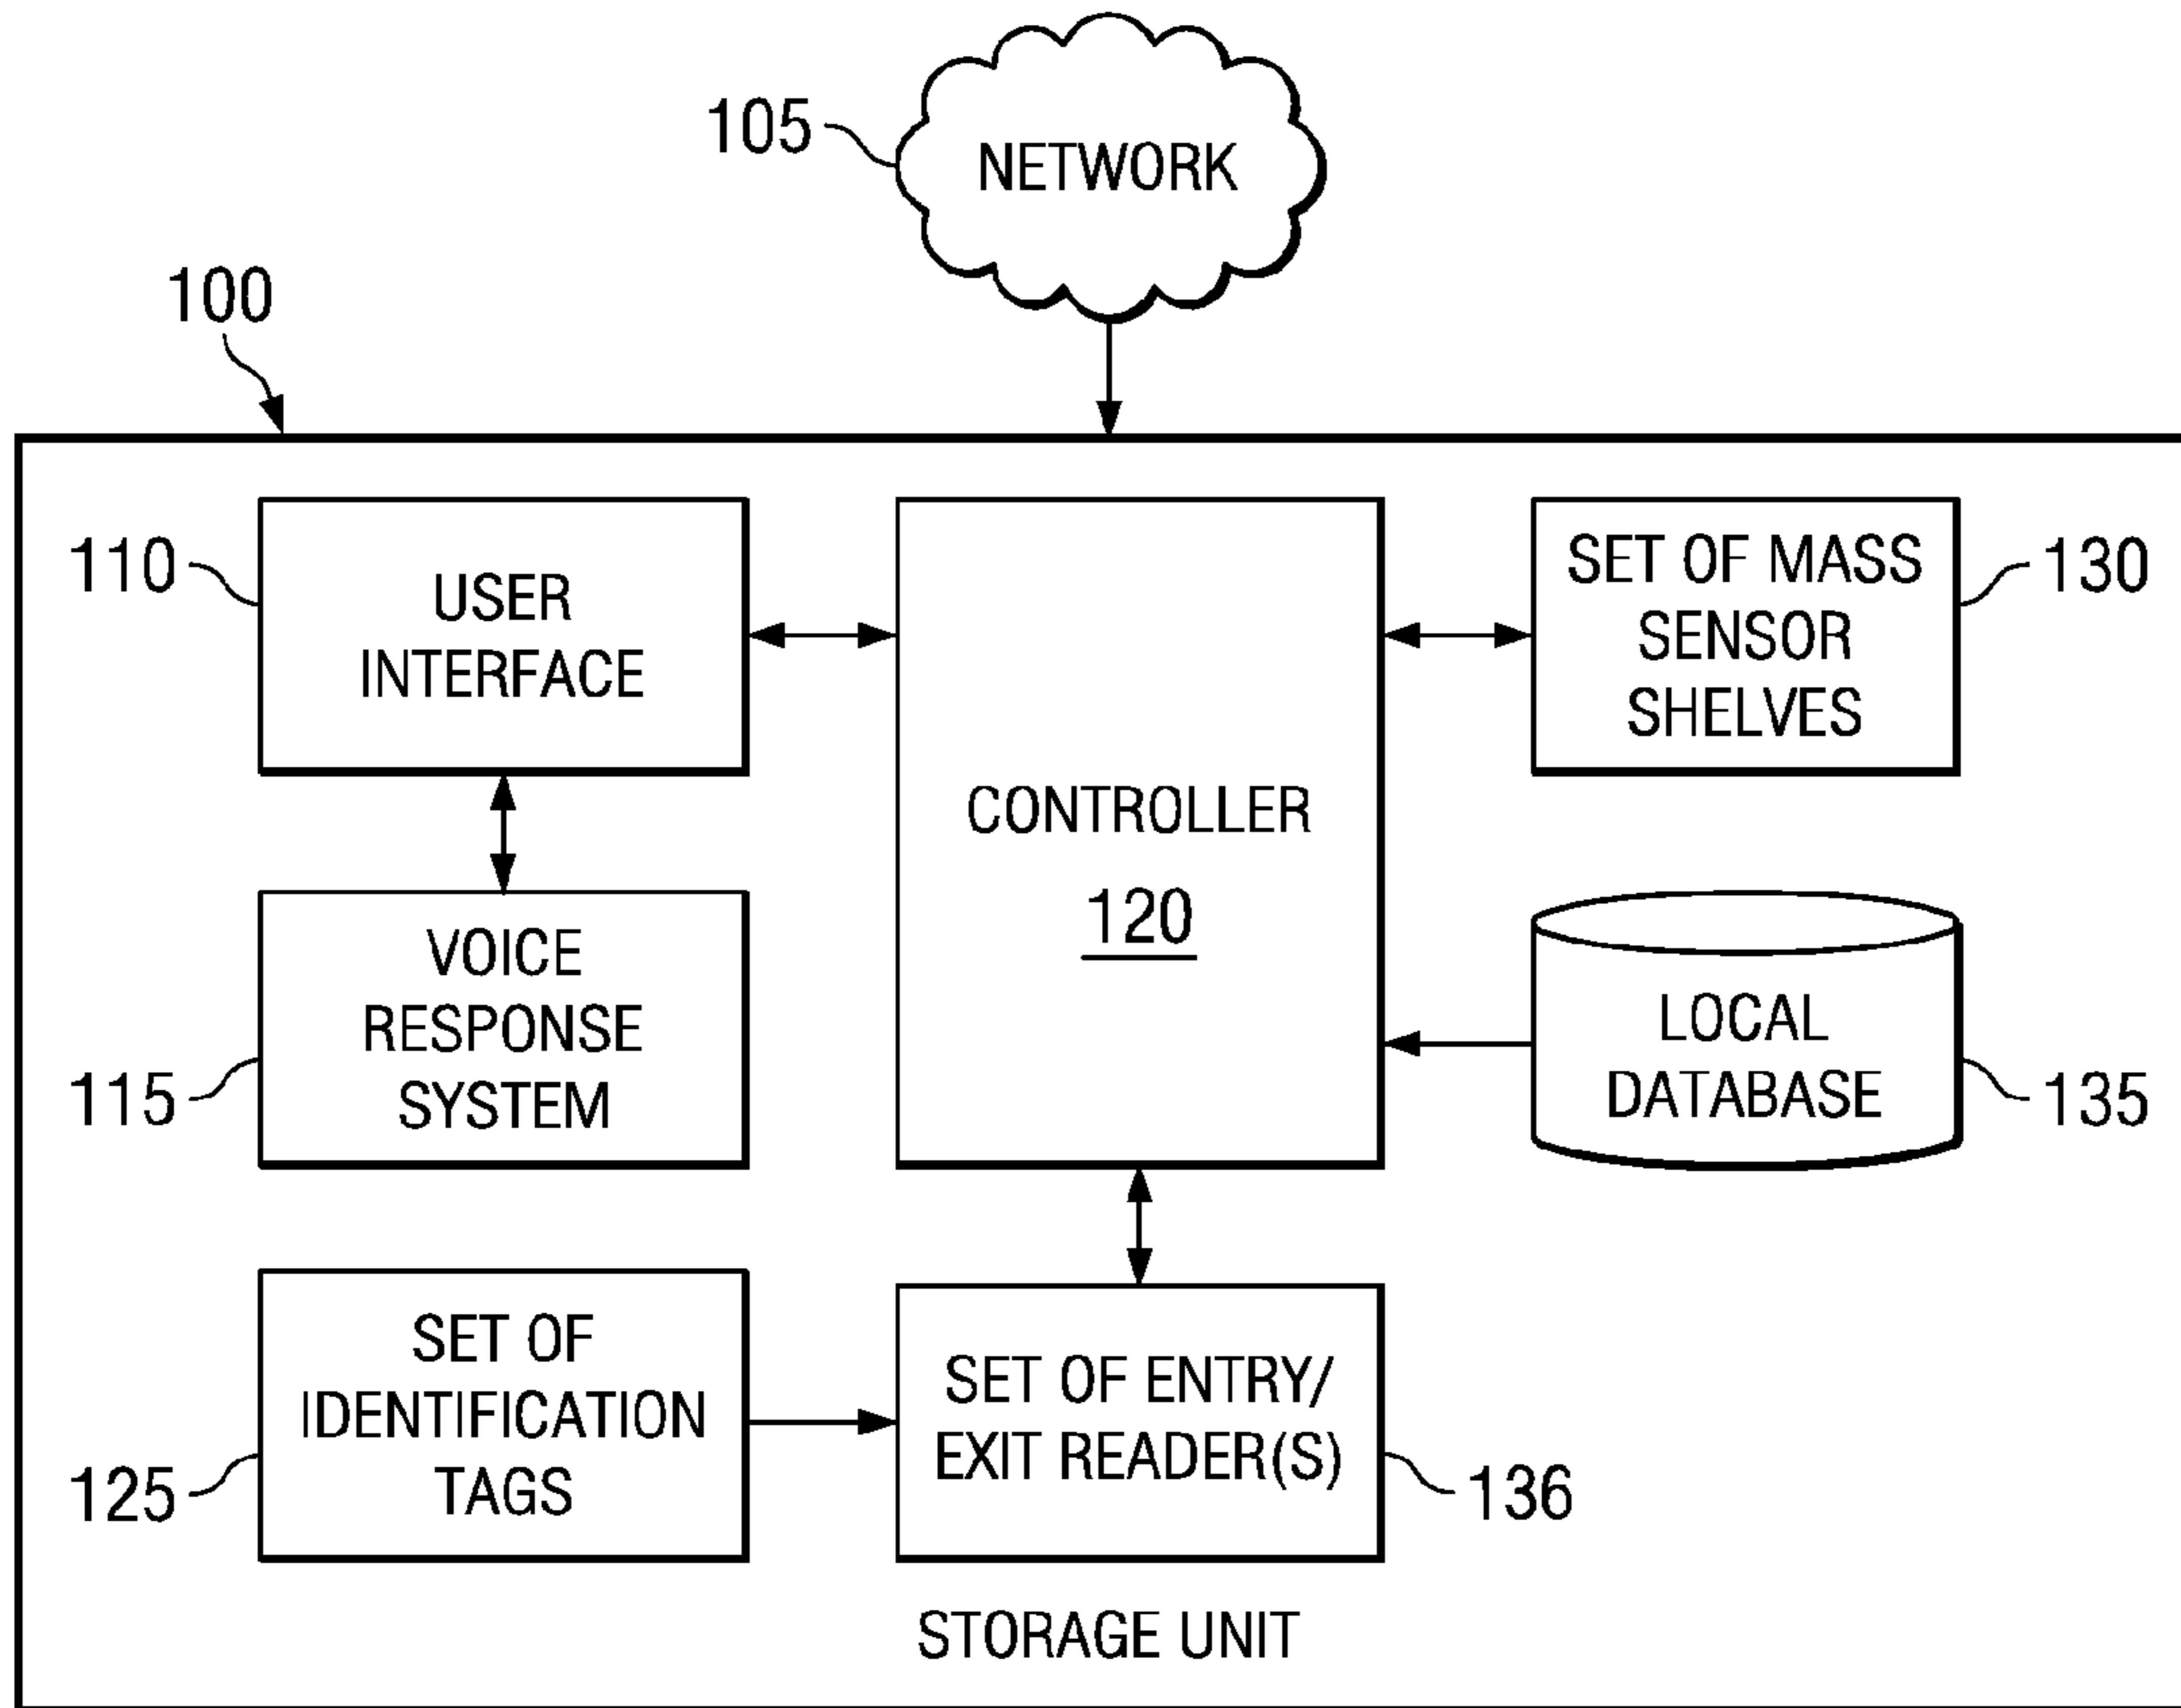 105
NETWORK
100
110
USER
INTERFACE
CONTROLLER
120
SET OF MASS
SENSOR
SHELVES
130
115
VOICE
RESPONSE
SYSTEM
LOCAL
DATABASE
135
125
SET OF
IDENTIFICATION
TAGS
SET OF ENTRY/
EXIT READER(S)
136
STORAGE UNIT